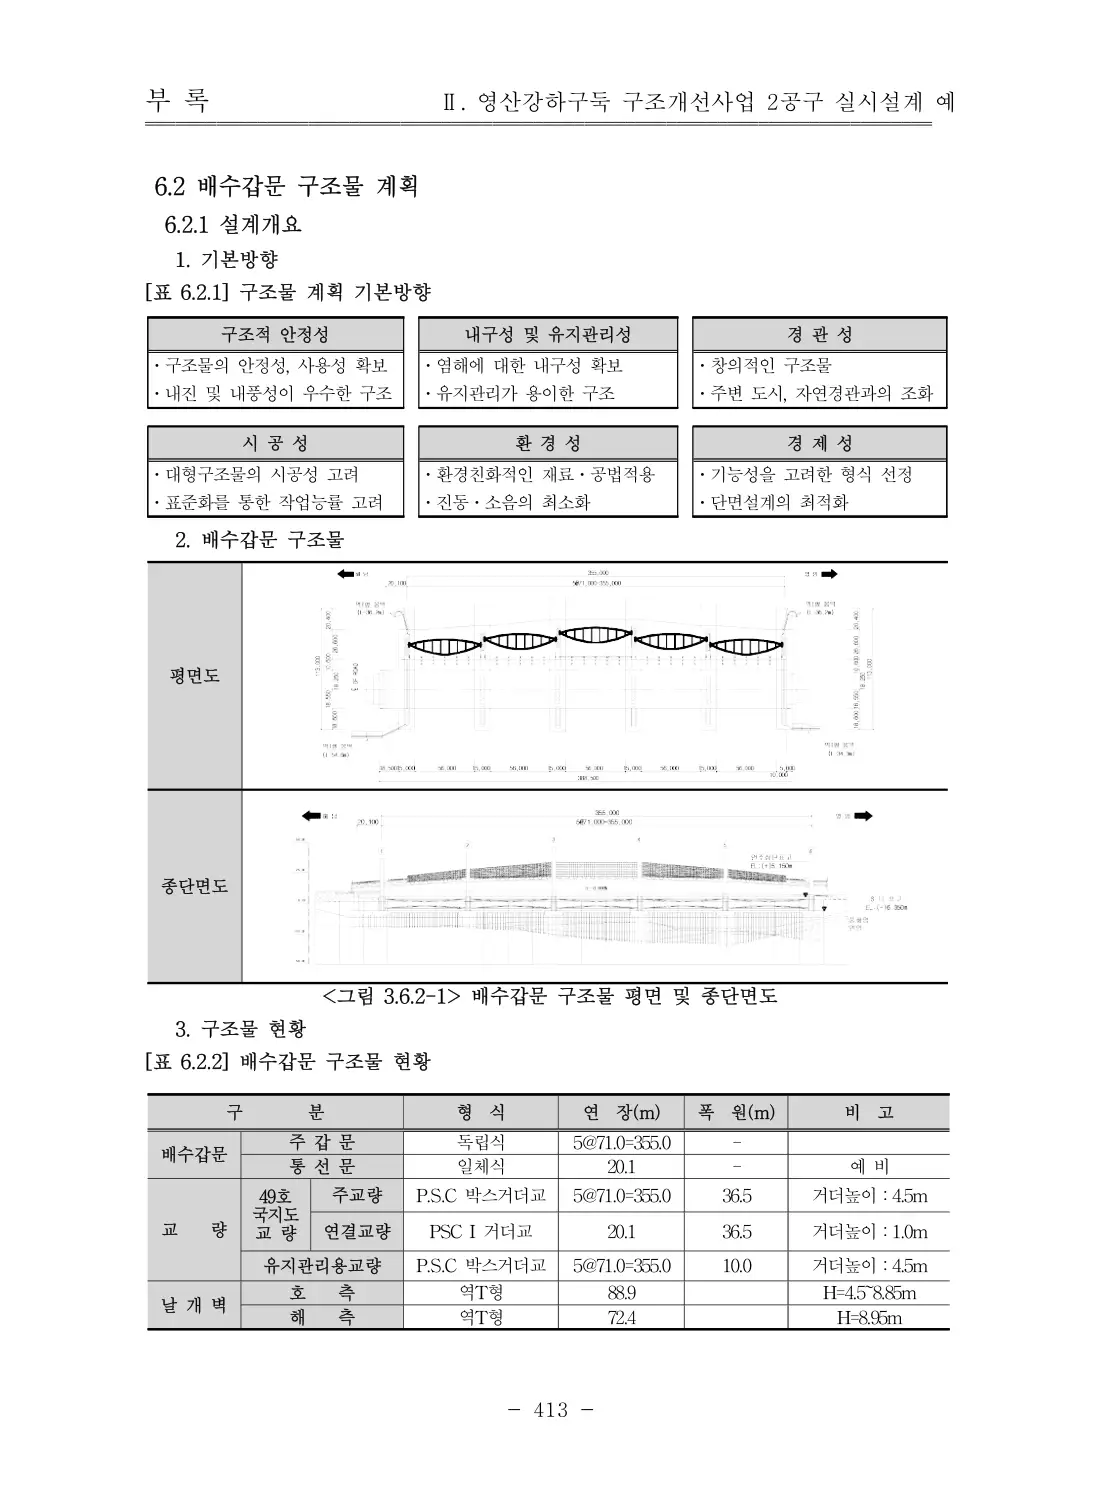 부 록
Ⅱ. 영산강하구둑 구조개선사업 2공구 실시설계 예
6.2 배수갑문 구조물 계획
6.2.1 설계개요
1. 기본방향
[표 6.2.1] 구조물 계획 기본방향
구조적 안정성
·구조물의 안정성, 사용성 확보
·내진 및 내풍성이 우수한 구조
내구성 및 유지관리성
·염해에 대한 내구성 확보
·유지관리가 용이한 구조
경 관 성
·창의적인 구조물
·주변 도시, 자연경관과의 조화
시 공 성
·대형구조물의 시공성 고려
·표준화를 통한 작업능률 고려
환 경 성
·환경친화적인 재료·공법적용
·진동·소음의 최소화
경 제 성
·기능성을 고려한 형식 선정
·단면설계의 최적화
2. 배수갑문 구조물
평면도
355,000
20,100
5@71,000=355,000
종단면도
355,000
20,100
5@71,000=355,000
<그림 3.6.2-1> 배수갑문 구조물 평면 및 종단면도
3. 구조물 현황
[표 6.2.2] 배수갑문 구조물 현황
구 분 형 식 연 장(m) 폭 원(m) 비 고
배수갑문 주 갑 문 독립식 5@71.0=355.0 -
통 선 문 일체식 20.1 - 예 비
교 량 49호 국지도 교 량 주교량 P.S.C 박스거더교 5@71.0=355.0 36.5 거더높이 : 4.5m
연결교량 PSC I 거더교 20.1 36.5 거더높이 : 1.0m
유지관리용교량 P.S.C 박스거더교 5@71.0=355.0 10.0 거더높이 : 4.5m
날 개 벽 호 측 역T형 88.9 H=4.5~8.85m
해 측 역T형 72.4 H=8.95m
- 413 -